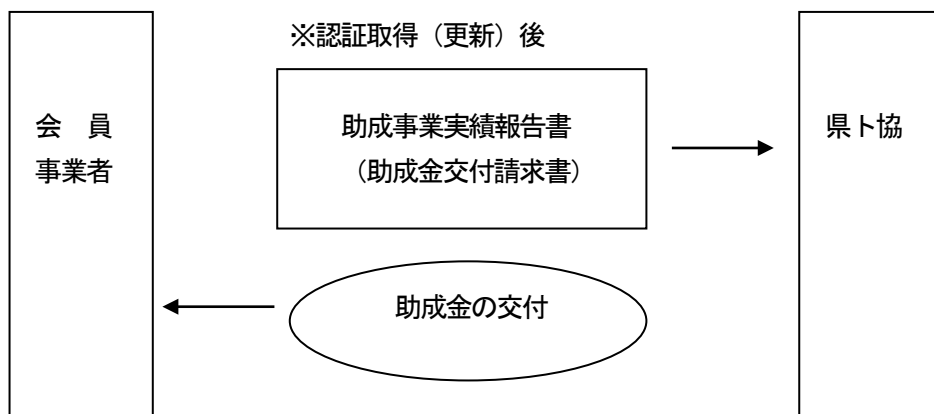 ※認証取得（更新）後
会　員
事業者
助成事業実績報告書
（助成金交付請求書）
県ト協
助成金の交付